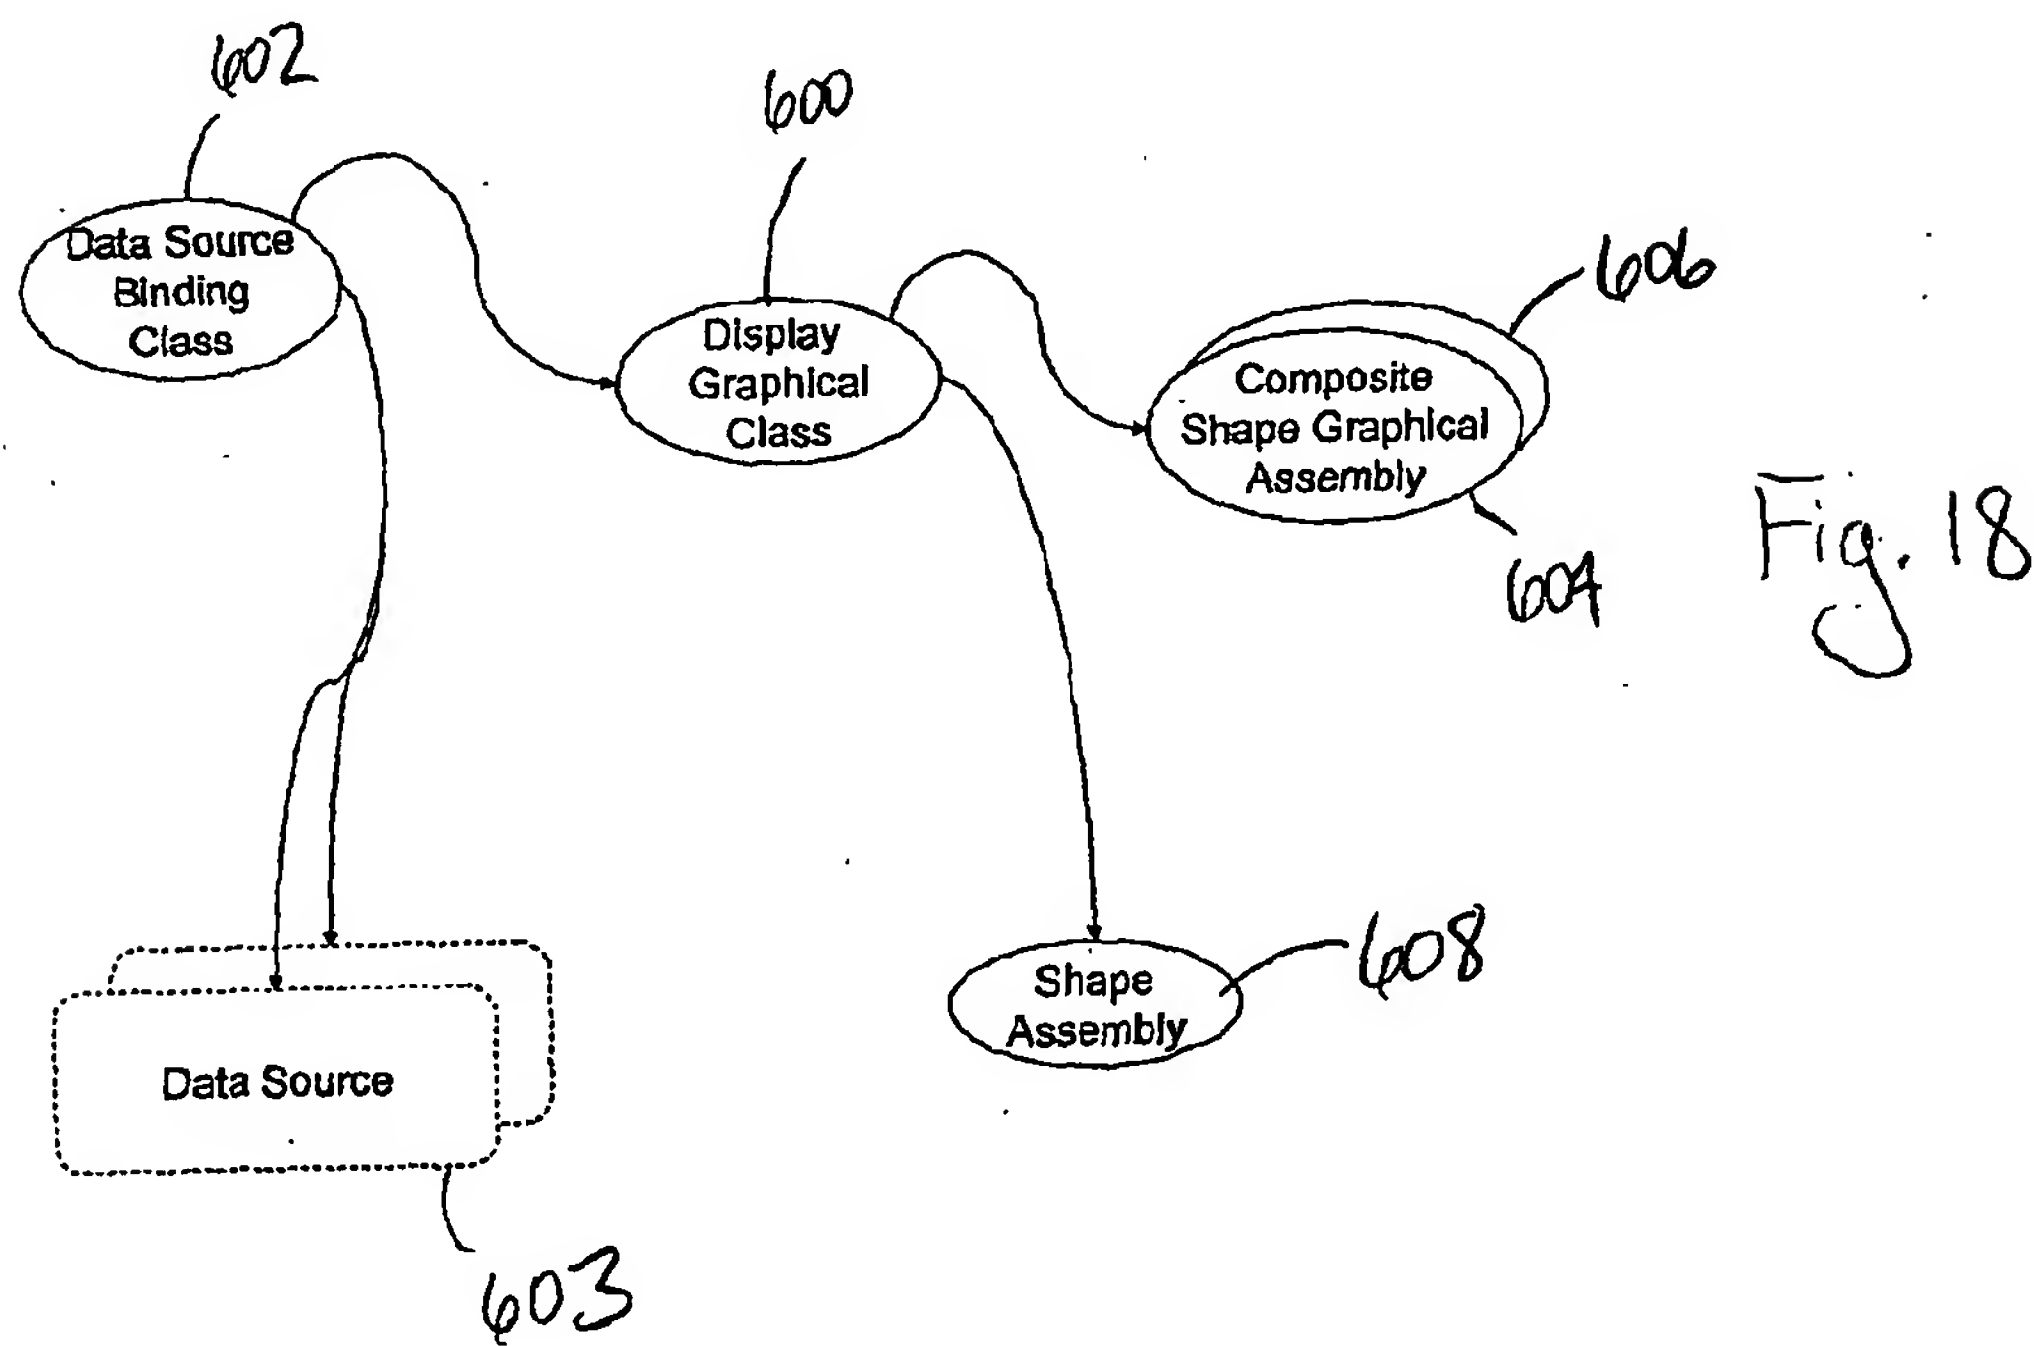 602
600
Data Source
Binding
Class
Display
Graphical
Class
606
Composite
Shape Graphical
Assembly
604
Fig. 18
608
Shape
Assembly
Data Source
603